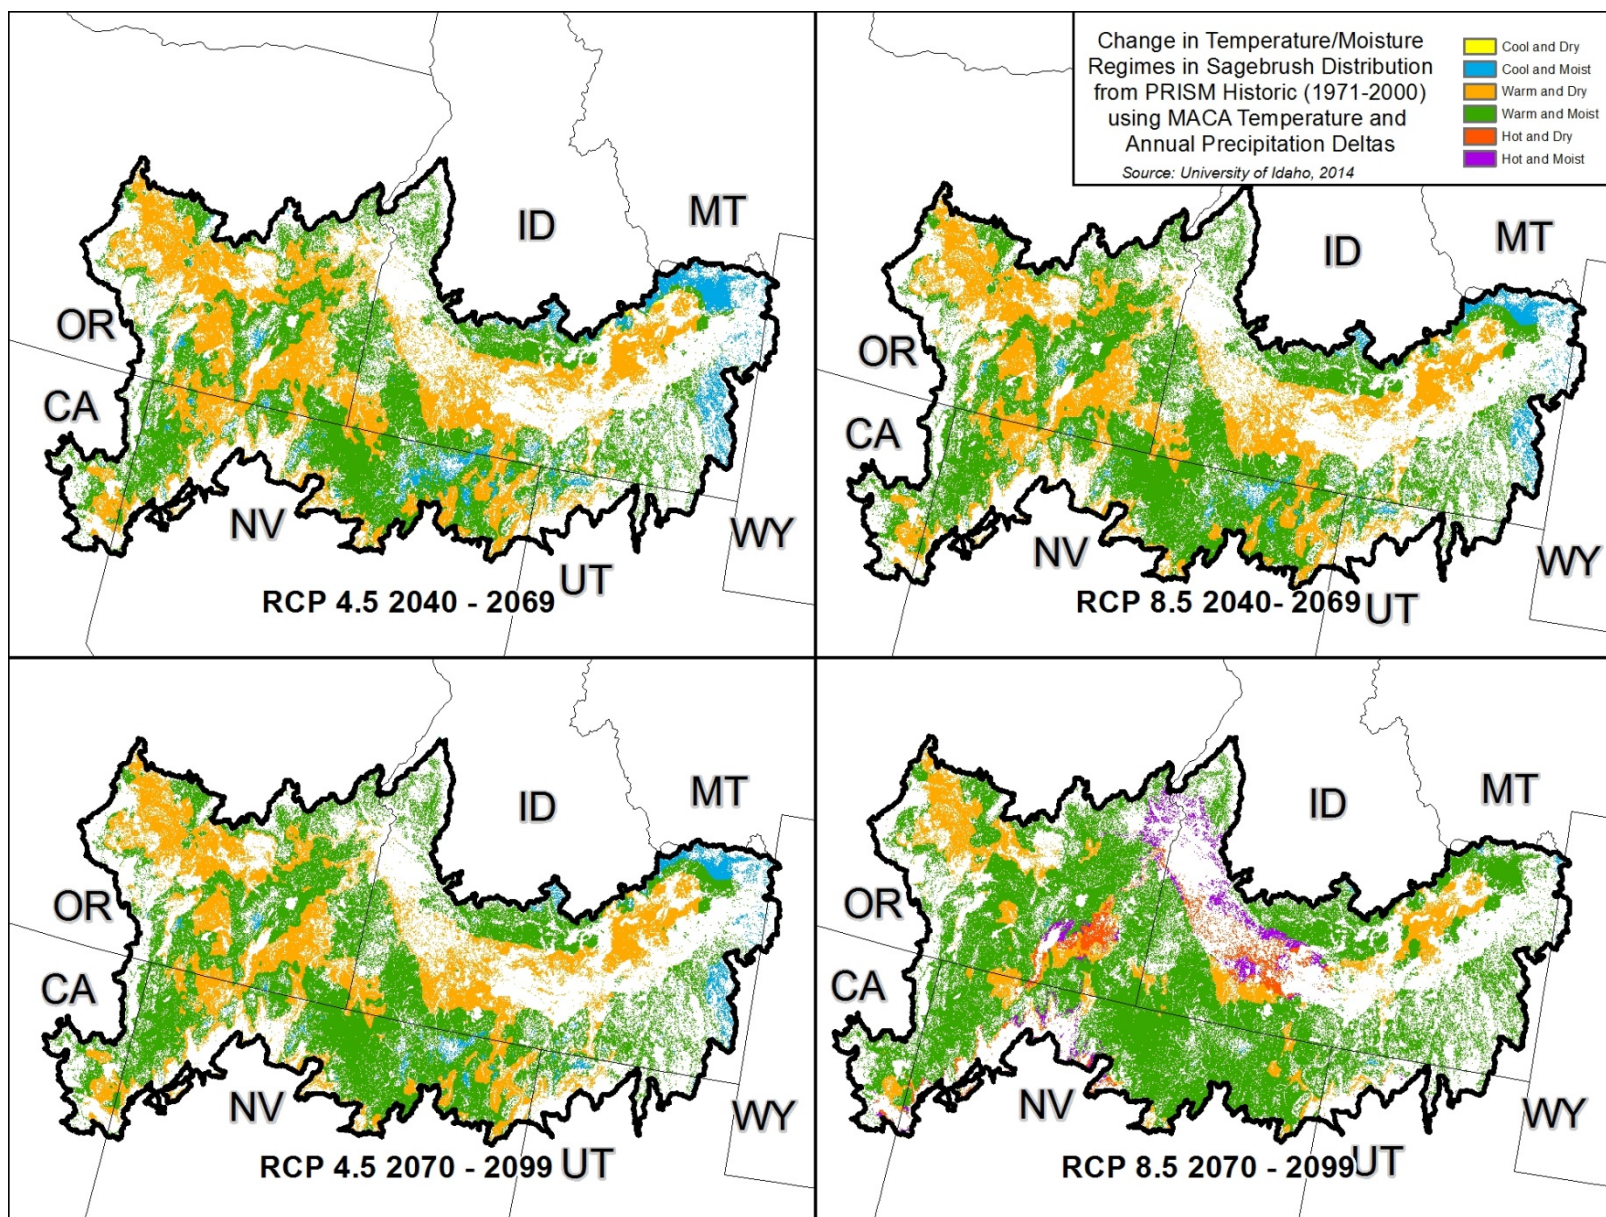 Change in Temperature/Moisture
Regimes in Sagebrush Distribution
from PRISM Historic (1971-2000)
using MACA Temperature and
Annual Precipitation Deltas
Source: University of Idaho, 2014
Cool and Dry
Cool and Moist
Warm and Dry
Warm and Moist
Hot and Dry
Hot and Moist
ID
MT
OR
CA
NV
WY
UT
RCP 4.5 2040 - 2069
ID
MT
OR
CA
NV
WY
UT
RCP 8.5 2040- 2069
ID
MT
OR
CA
NV
WY
UT
RCP 4.5 2070 - 2099
ID
MT
OR
CA
NV
WY
UT
RCP 8.5 2070 - 2099